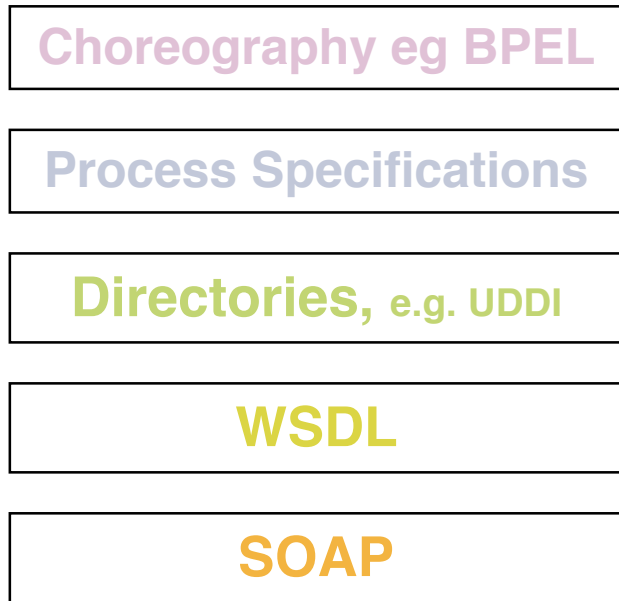 Choreography eg BPEL
Process Specifications
Directories, e.g. UDDI
WSDL
SOAP